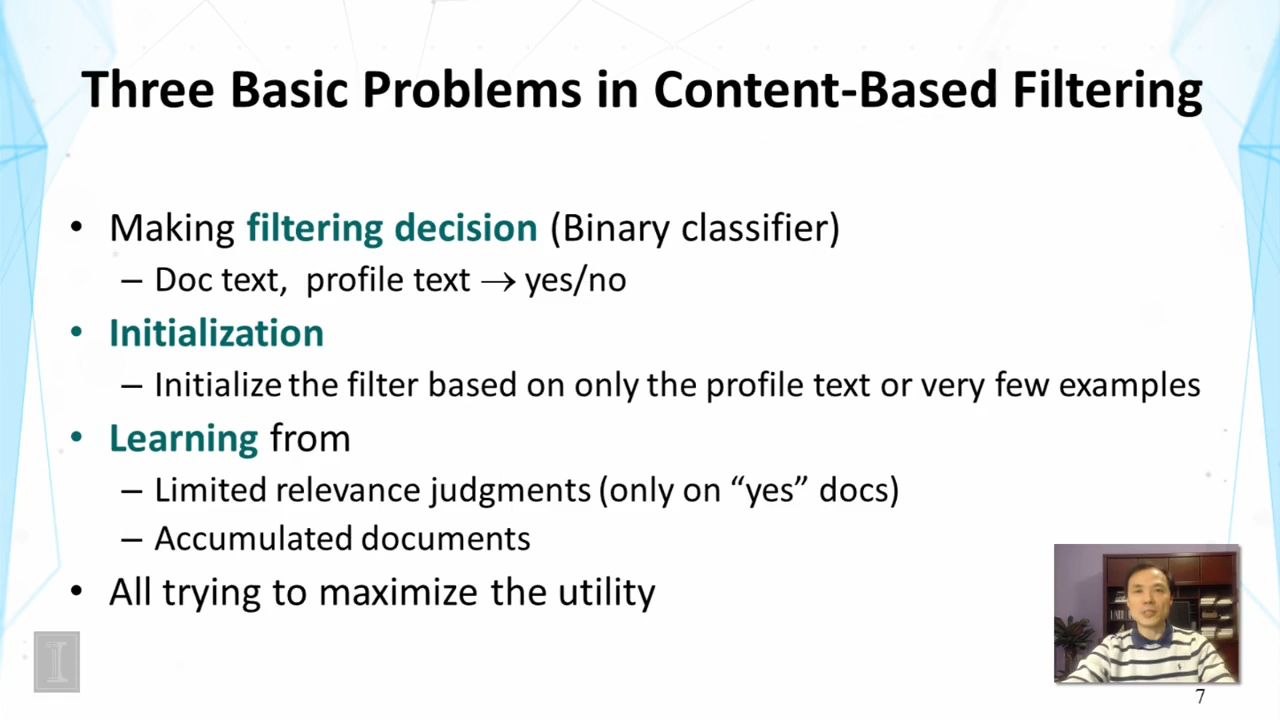 Three Basic Problems in Content-Based Filtering
• Making filtering decision (Binary classifier)
– Doc text, profile text → yes/no
• Initialization
– Initialize the filter based on only the profile text or very few examples
• Learning from
– Limited relevance judgments (only on “yes” docs)
– Accumulated documents
• All trying to maximize the utility
I
7